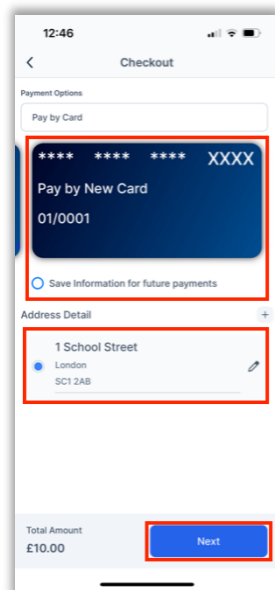 12:46
Checkout
Payment Options
Pay by Card
**** **** **** XXXX
Pay by New Card
01/0001
Save Information for future payments
Address Detail +
1 School Street
London
SC1 2AB
Total Amount
£10.00
Next